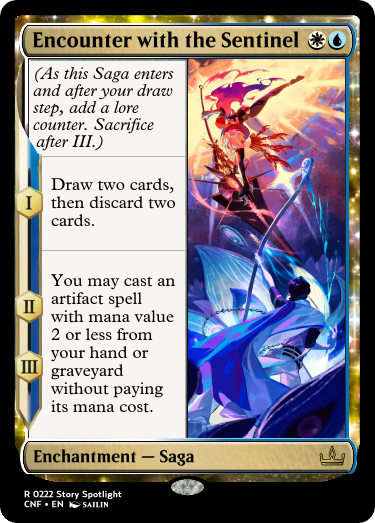 Encounter with the Sentinel
(As this Saga enters
and after your draw
step, add a lore
counter. Sacrifice
after III.)
I
Draw two cards,
then discard two
cards.
II
III
You may cast an
artifact spell
with mana value
2 or less from
your hand or
graveyard
without paying
its mana cost.
Enchantment — Saga
R 0222 Story Spotlight
CNF • EN SAILIN